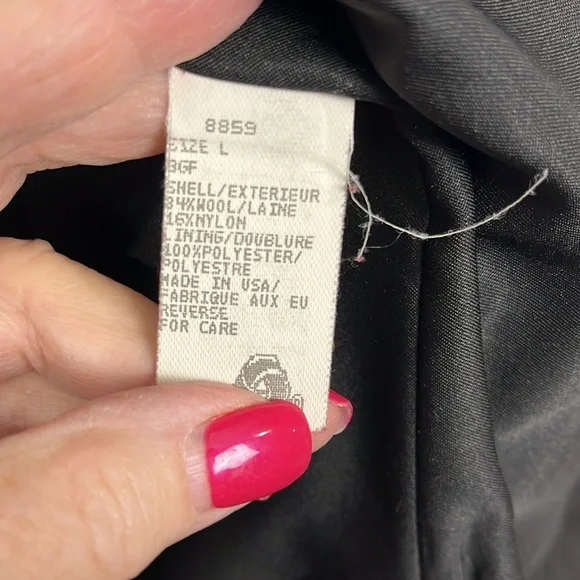 8859
SIZE L
BGF
SHELL/EXTERIEUR
84%WOOL/LAINE
16%NYLON
LINING/DOUBLURE
100%POLYESTER/
POLYESTRE
MADE IN USA/
FABRIQUE AUX EU
REVERSE
FOR CARE